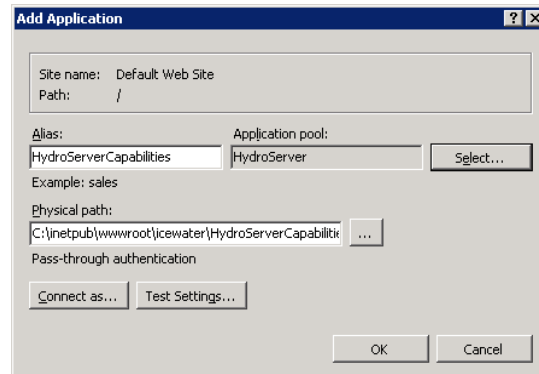 Add Application
Site name: Default Web Site
Path: /
Alias:
Application pool:
HydroServerCapabilities
HydroServer
Select...
Example: sales
Physical path:
C:\inetpub\wwwroot\icewater\HydroServerCapabilitie
...
Pass-through authentication
Connect as...
Test Settings...
OK
Cancel